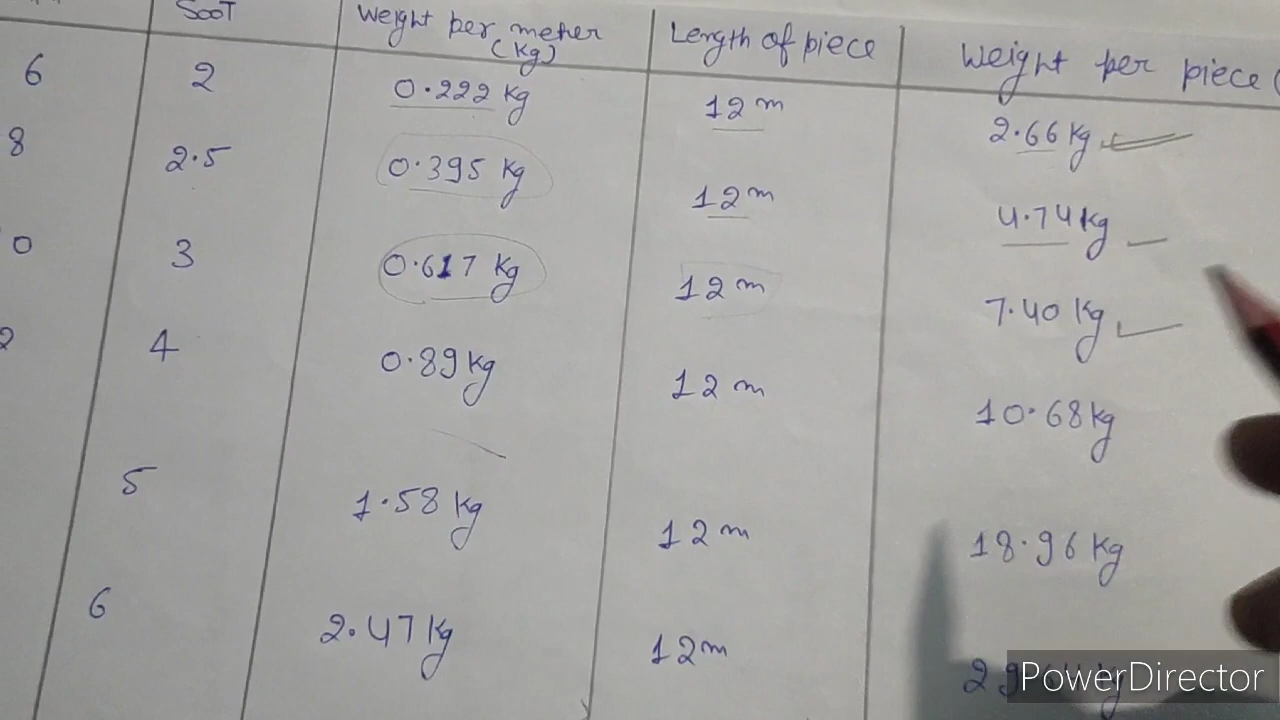 SooT Weight per meter (Kg) Length of piece Weight per piece (
6 2 0.222 Kg 12 m 2.66 Kg
8 2.5 0.395 Kg 12 m 4.74 Kg
0 3 0.617 Kg 12 m 7.40 Kg
2 4 0.89 Kg 12 m 10.68 Kg
5 1.58 Kg 12 m 18.96 Kg
6 2.47 Kg 12 m
PowerDirector